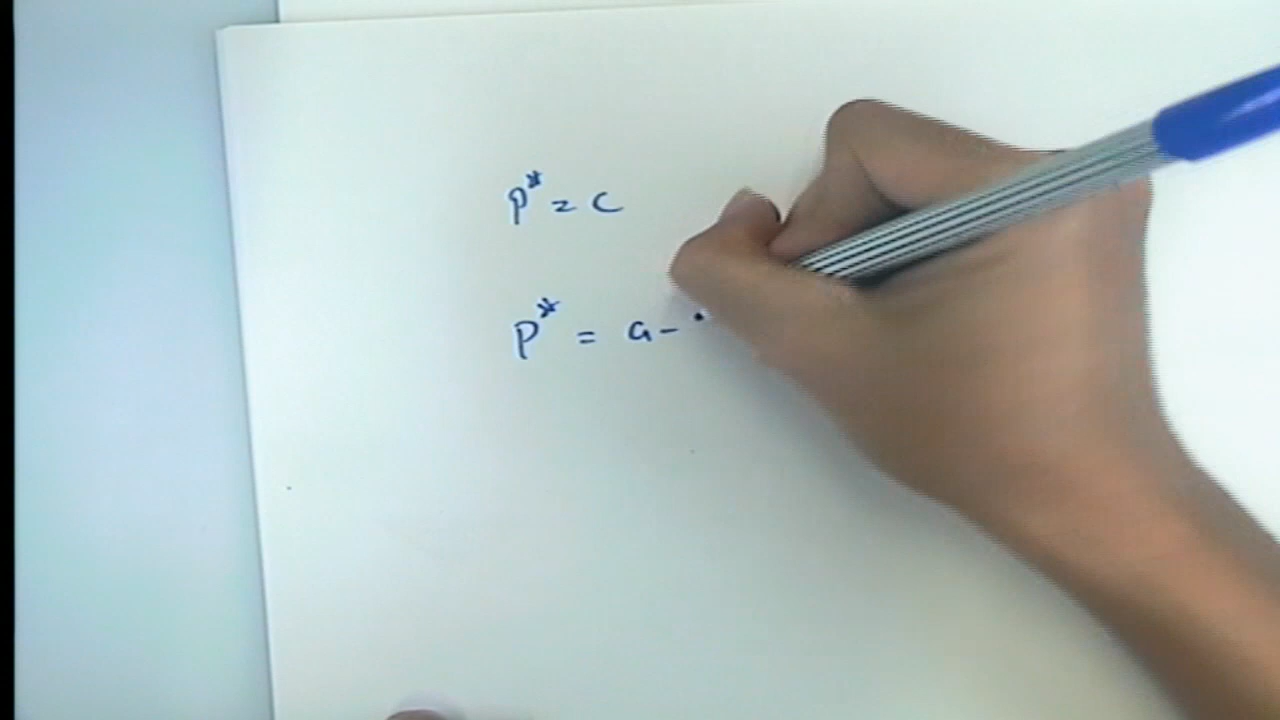 p* = c
p* = a -